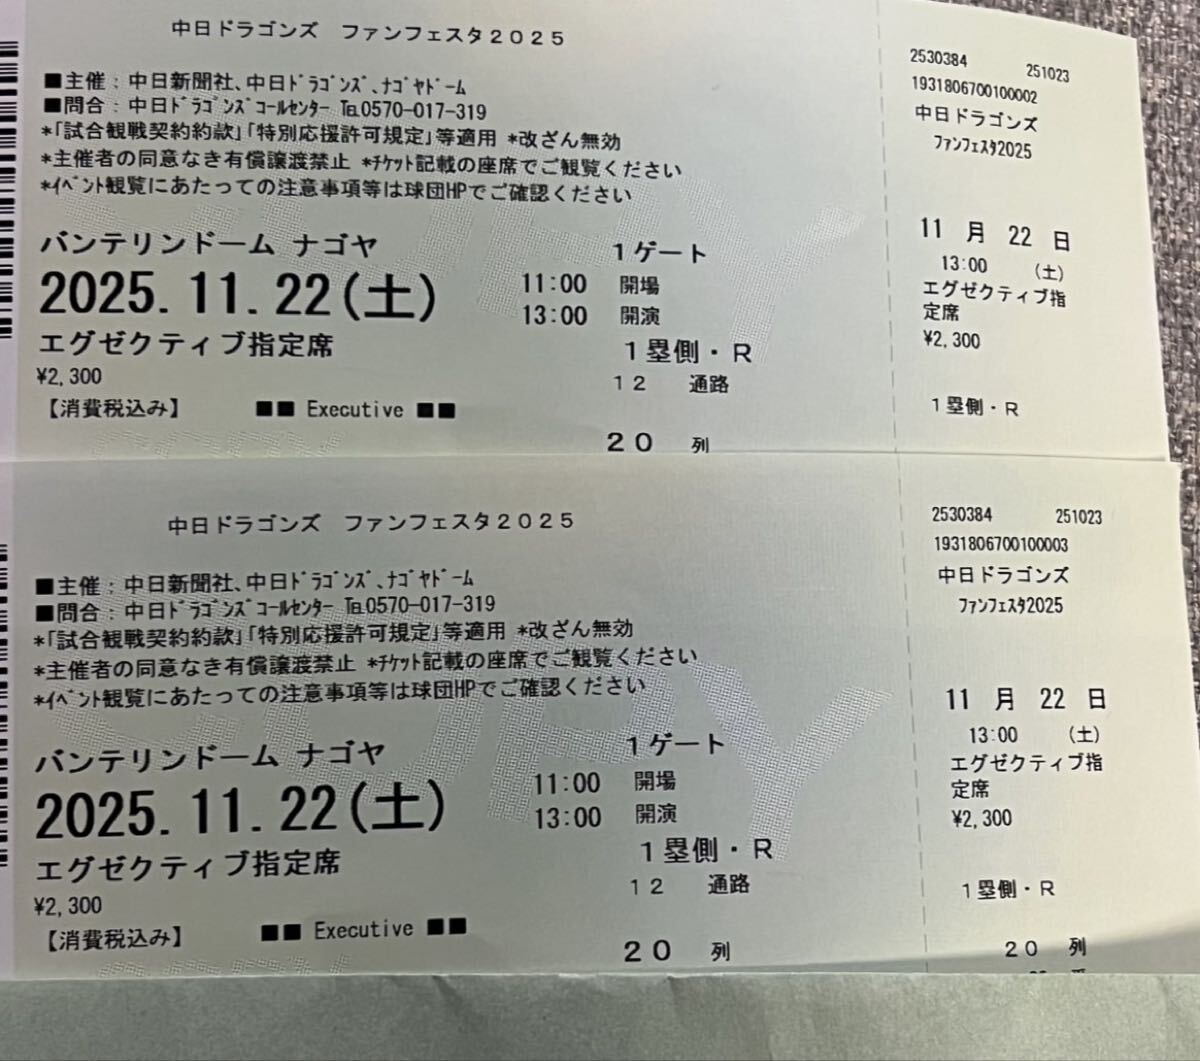 中日ドラゴンズ　ファンフェスタ２０２５
■主催：中日新聞社、中日ﾄﾞﾗｺﾞﾝｽﾞ、ﾅｺﾞﾔﾄﾞｰﾑ
■問合：中日ﾄﾞﾗｺﾞﾝｽﾞｺｰﾙｾﾝﾀｰ ℡0570-017-319
*｢試合観戦契約約款｣｢特別応援許可規定｣等適用 *改ざん無効
*主催者の同意なき有償譲渡禁止 *ﾁｹｯﾄ記載の座席でご観覧ください
*ｲﾍﾞﾝﾄ観覧にあたっての注意事項等は球団HPでご確認ください
バンテリンドーム ナゴヤ
2025.11.22(土)
エグゼクティブ指定席
¥2,300
【消費税込み】 ■■ Executive ■■
１ゲート
11:00 開場
13:00 開演
１塁側・Ｒ
１２ 通路
２０ 列
2530384 251023
1931806700100002
中日ドラゴンズ
ﾌｧﾝﾌｪｽﾀ2025
11 月 22 日
13:00 (土)
エグゼクティブ指
定席
¥2,300
１塁側・Ｒ
中日ドラゴンズ　ファンフェスタ２０２５
■主催：中日新聞社、中日ﾄﾞﾗｺﾞﾝｽﾞ、ﾅｺﾞﾔﾄﾞｰﾑ
■問合：中日ﾄﾞﾗｺﾞﾝｽﾞｺｰﾙｾﾝﾀｰ ℡0570-017-319
*｢試合観戦契約約款｣｢特別応援許可規定｣等適用 *改ざん無効
*主催者の同意なき有償譲渡禁止 *ﾁｹｯﾄ記載の座席でご観覧ください
*ｲﾍﾞﾝﾄ観覧にあたっての注意事項等は球団HPでご確認ください
バンテリンドーム ナゴヤ
2025.11.22(土)
エグゼクティブ指定席
¥2,300
【消費税込み】 ■■ Executive ■■
１ゲート
11:00 開場
13:00 開演
１塁側・Ｒ
１２ 通路
２０ 列
2530384 251023
1931806700100003
中日ドラゴンズ
ﾌｧﾝﾌｪｽﾀ2025
11 月 22 日
13:00 (土)
エグゼクティブ指
定席
¥2,300
１塁側・Ｒ
２０ 列